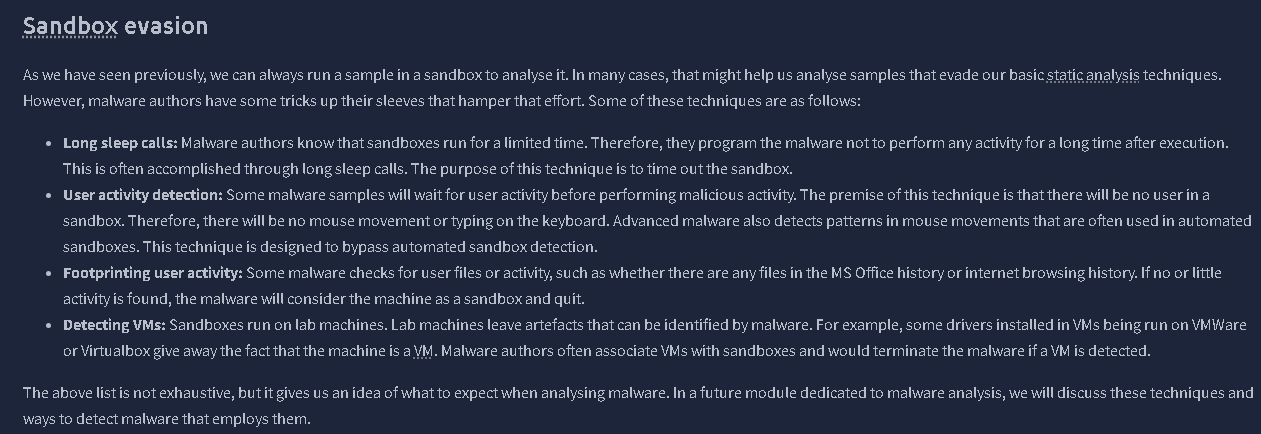 Sandbox evasion
As we have seen previously, we can always run a sample in a sandbox to analyse it. In many cases, that might help us analyse samples that evade our basic static analysis techniques.
However, malware authors have some tricks up their sleeves that hamper that effort. Some of these techniques are as follows:
• Long sleep calls: Malware authors know that sandboxes run for a limited time. Therefore, they program the malware not to perform any activity for a long time after execution.
This is often accomplished through long sleep calls. The purpose of this technique is to time out the sandbox.
• User activity detection: Some malware samples will wait for user activity before performing malicious activity. The premise of this technique is that there will be no user in a
sandbox. Therefore, there will be no mouse movement or typing on the keyboard. Advanced malware also detects patterns in mouse movements that are often used in automated
sandboxes. This technique is designed to bypass automated sandbox detection.
• Footprinting user activity: Some malware checks for user files or activity, such as whether there are any files in the MS Office history or internet browsing history. If no or little
activity is found, the malware will consider the machine as a sandbox and quit.
• Detecting VMs: Sandboxes run on lab machines. Lab machines leave artefacts that can be identified by malware. For example, some drivers installed in VMs being run on VMWare
or Virtualbox give away the fact that the machine is a VM. Malware authors often associate VMs with sandboxes and would terminate the malware if a VM is detected.
The above list is not exhaustive, but it gives us an idea of what to expect when analysing malware. In a future module dedicated to malware analysis, we will discuss these techniques and
ways to detect malware that employs them.